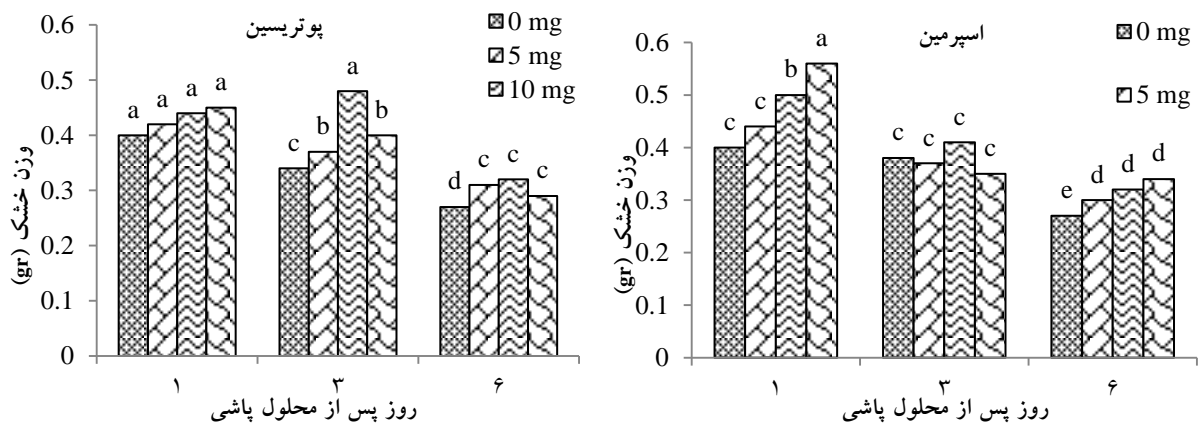 پوتریسین
0 mg
5 mg
10 mg
0.6
0.5
0.4
0.3
0.2
0.1
0
وزن خشک (gr)
a a a a
c b a b
d c c c
۱ ۳ ۶
روز پس از محلول پاشی
اسپرمین
0 mg
5 mg
0.6
0.5
0.4
0.3
0.2
0.1
0
وزن خشک (gr)
c c b a
c c c c
e d d d
۱ ۳ ۶
روز پس از محلول پاشی